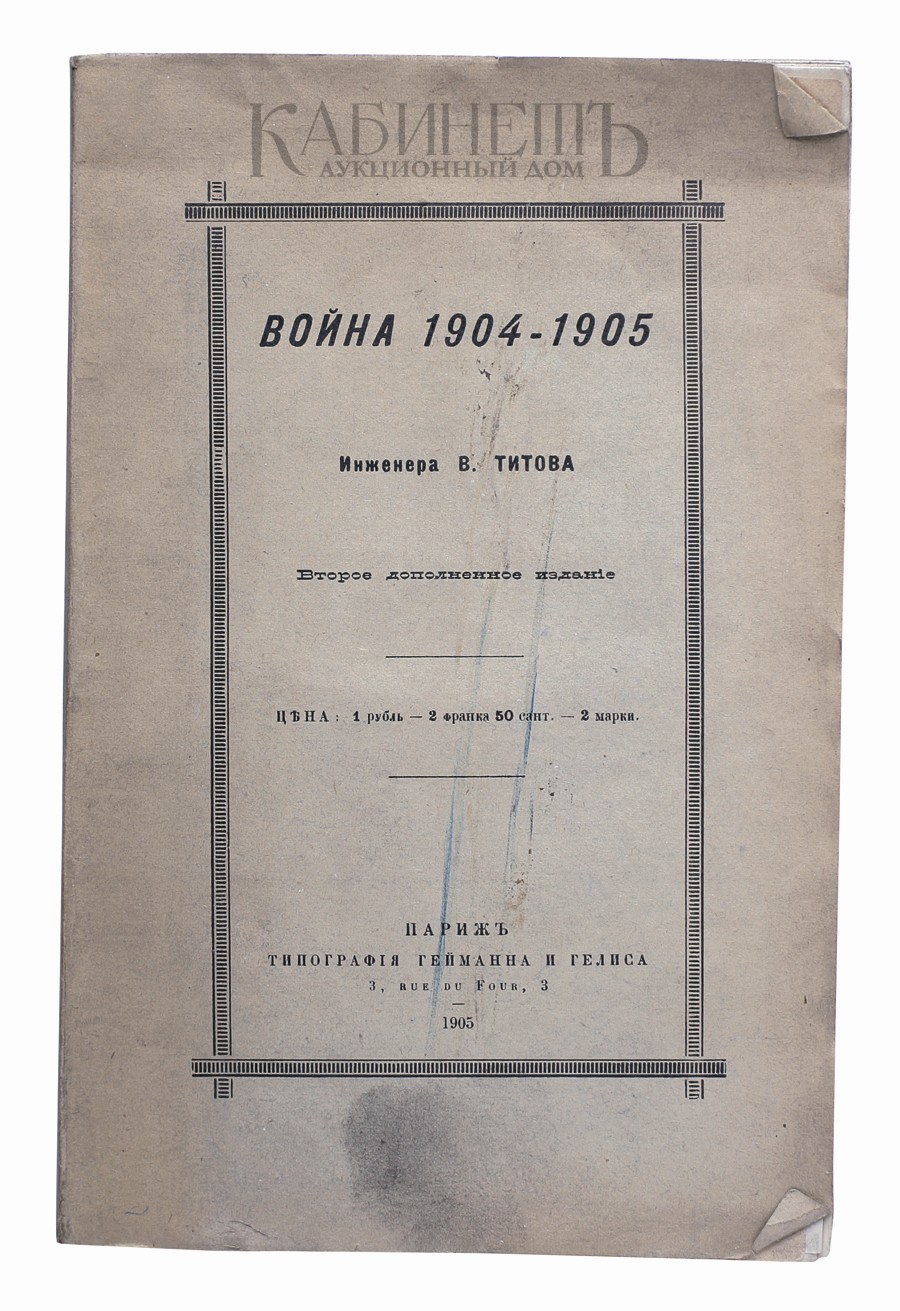 КАБИНЕТЪ
АУКЦИОННЫЙ ДОМ
ВОЙНА 1904-1905
Инженера В. ТИТОВА
Второе дополненное изданіе
ЦѢНА: 1 рубль — 2 франка 50 сант. — 2 марки.
ПАРИЖЪ
ТИПОГРАФІЯ ГЕЙМАННА И ГЕЛИСА
3, RUE DU FOUR, 3
1905